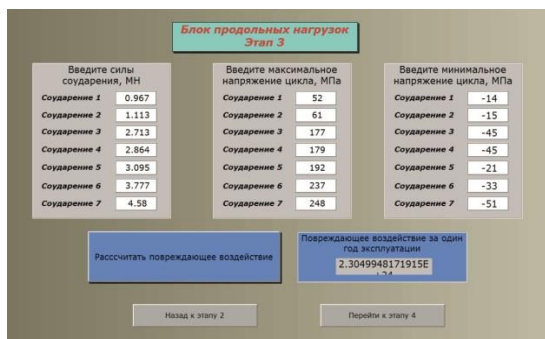 Блок продольных нагрузок
Этап 3
Введите силы
соударения, МН
Соударение 1 0.967
Соударение 2 1.113
Соударение 3 2.713
Соударение 4 2.864
Соударение 5 3.095
Соударение 6 3.777
Соударение 7 4.58
Введите максимальное
напряжение цикла, МПа
Соударение 1 52
Соударение 2 61
Соударение 3 177
Соударение 4 179
Соударение 5 192
Соударение 6 237
Соударение 7 248
Введите минимальное
напряжение цикла, МПа
Соударение 1 -14
Соударение 2 -15
Соударение 3 -45
Соударение 4 -45
Соударение 5 -21
Соударение 6 -33
Соударение 7 -51
Расссчитать повреждающее воздействие
Повреждающее воздействие за один
год эксплуатации
2.3049948171915E
Назад к этапу 2
Перейти к этапу 4